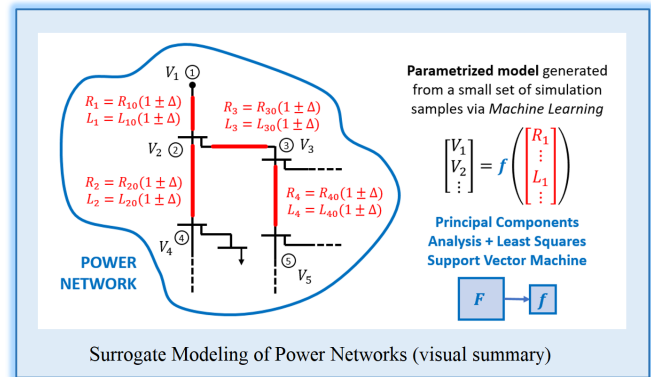 V₁ ①
R₁ = R₁₀(1 ± Δ)
L₁ = L₁₀(1 ± Δ)
R₃ = R₃₀(1 ± Δ)
L₃ = L₃₀(1 ± Δ)
V₂ ②
③ V₃
R₂ = R₂₀(1 ± Δ)
L₂ = L₂₀(1 ± Δ)
R₄ = R₄₀(1 ± Δ)
L₄ = L₄₀(1 ± Δ)
④
V₄
⑤
V₅
POWER
NETWORK
Parametrized model generated
from a small set of simulation
samples via Machine Learning
[V₁ V₂ ⋮] = f([R₁ ⋮ L₁ ⋮])
Principal Components
Analysis + Least Squares
Support Vector Machine
F f
Surrogate Modeling of Power Networks (visual summary)